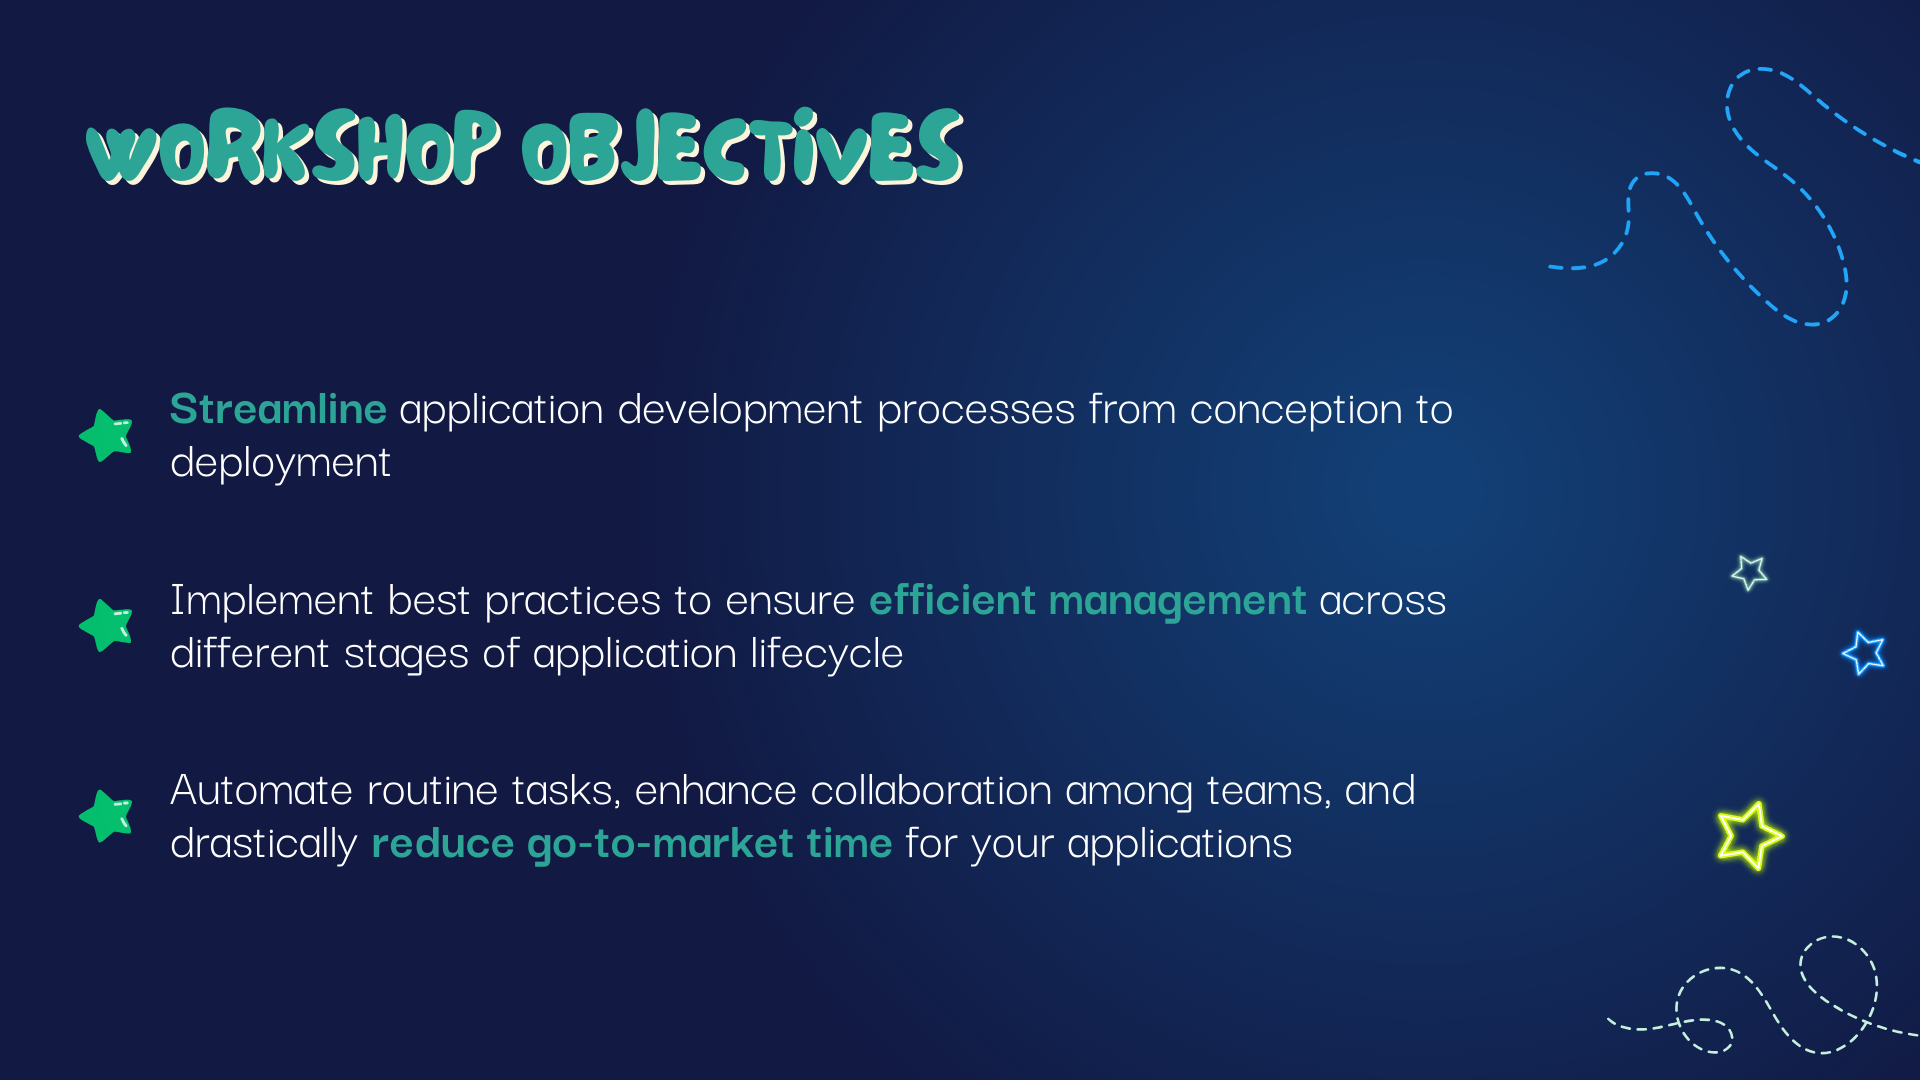 WORKSHOP OBJECTIVES
Streamline application development processes from conception to
deployment
Implement best practices to ensure efficient management across
different stages of application lifecycle
Automate routine tasks, enhance collaboration among teams, and
drastically reduce go-to-market time for your applications